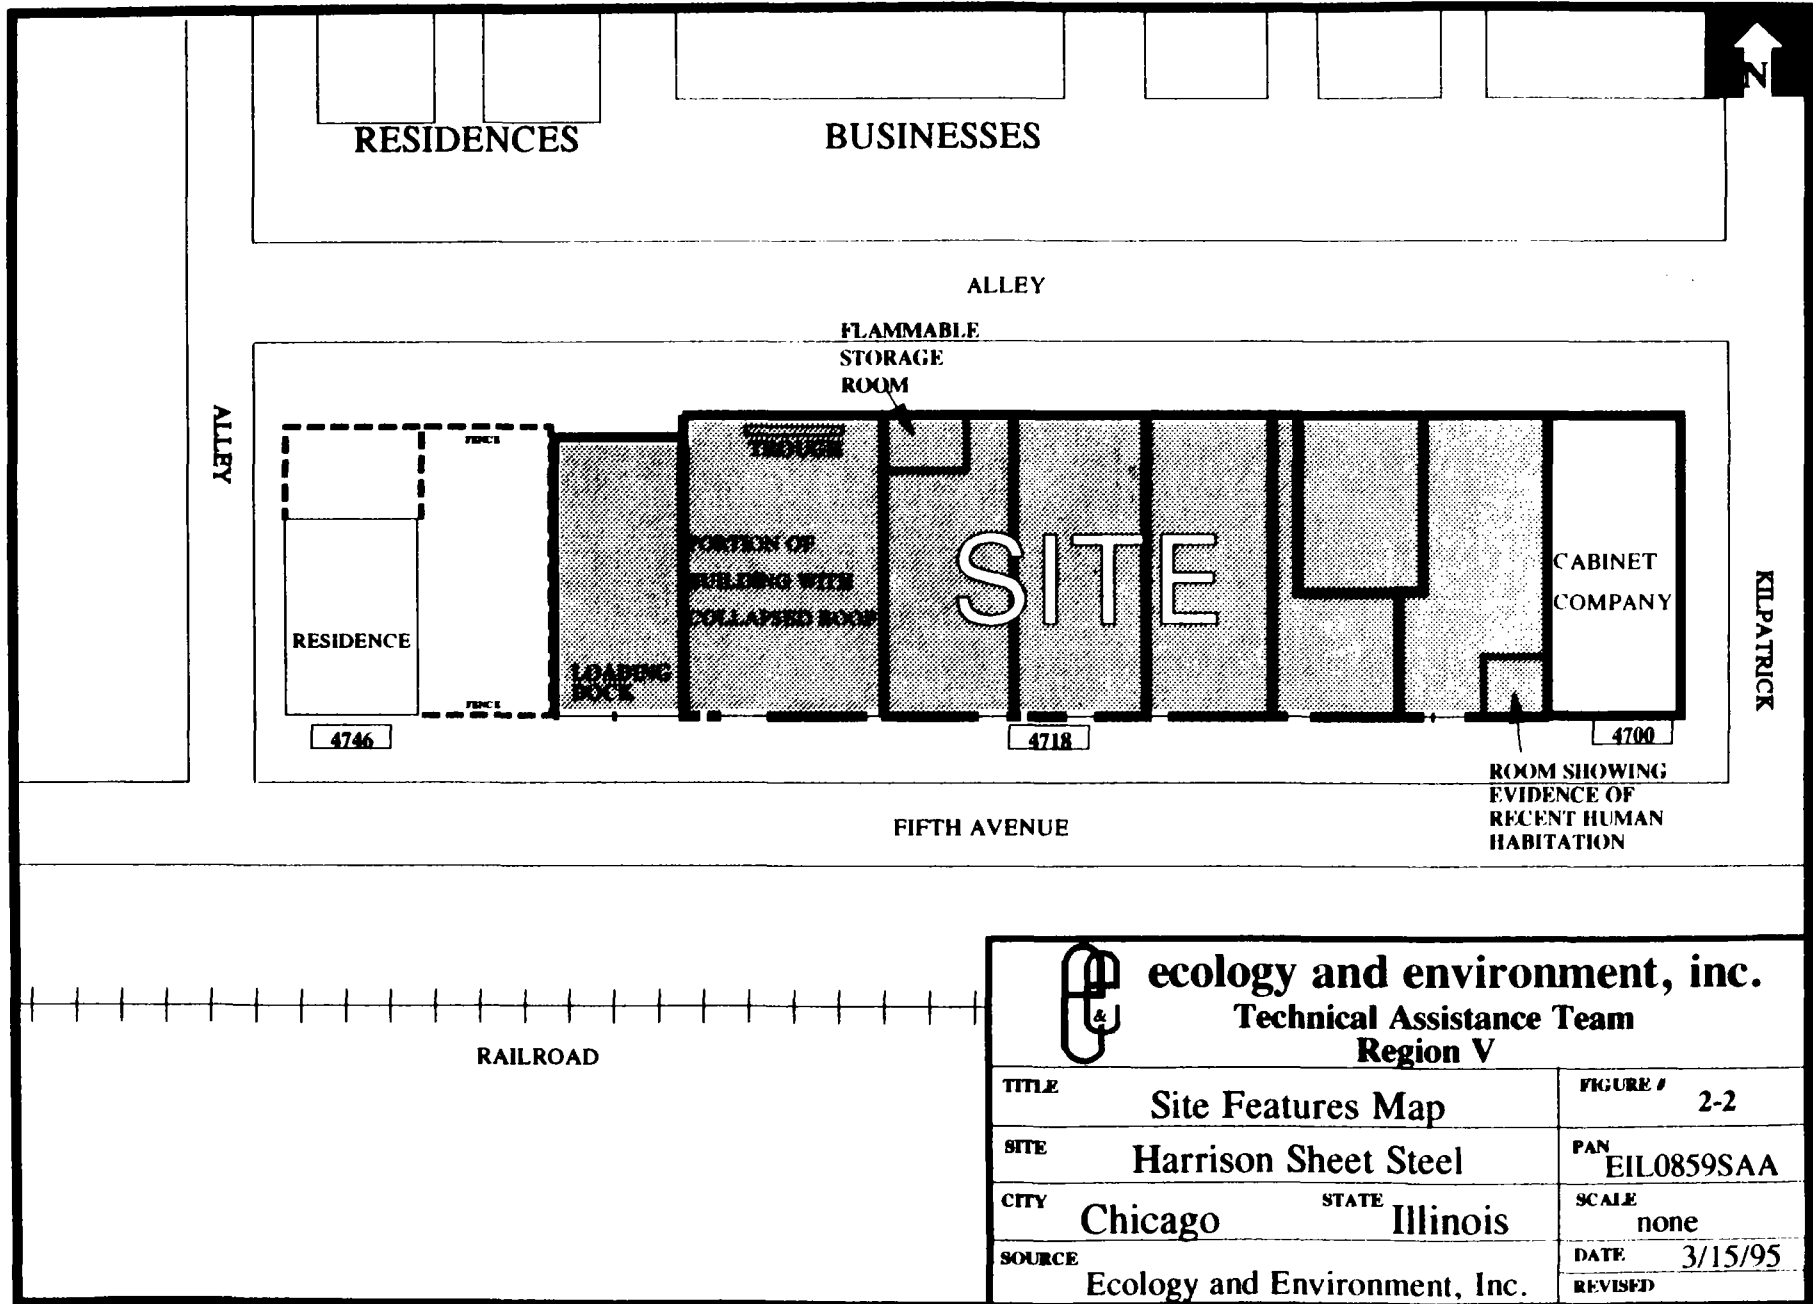 N
RESIDENCES
BUSINESSES
ALLEY
FLAMMABLE
STORAGE
ROOM
ALLEY
FENCE
TROUGH
PORTION OF
BUILDING WITH
COLLAPSED ROOF
SITE
CABINET
COMPANY
KILPATRICK
RESIDENCE
LOADING
DOCK
FENCE
4746
4718
4700
ROOM SHOWING
EVIDENCE OF
RECENT HUMAN
HABITATION
FIFTH AVENUE
RAILROAD
&
ecology and environment, inc.
Technical Assistance Team
Region V
TITLE Site Features Map
FIGURE # 2-2
SITE Harrison Sheet Steel
PAN EIL0859SAA
CITY Chicago STATE Illinois
SCALE none
SOURCE Ecology and Environment, Inc.
DATE 3/15/95
REVISED